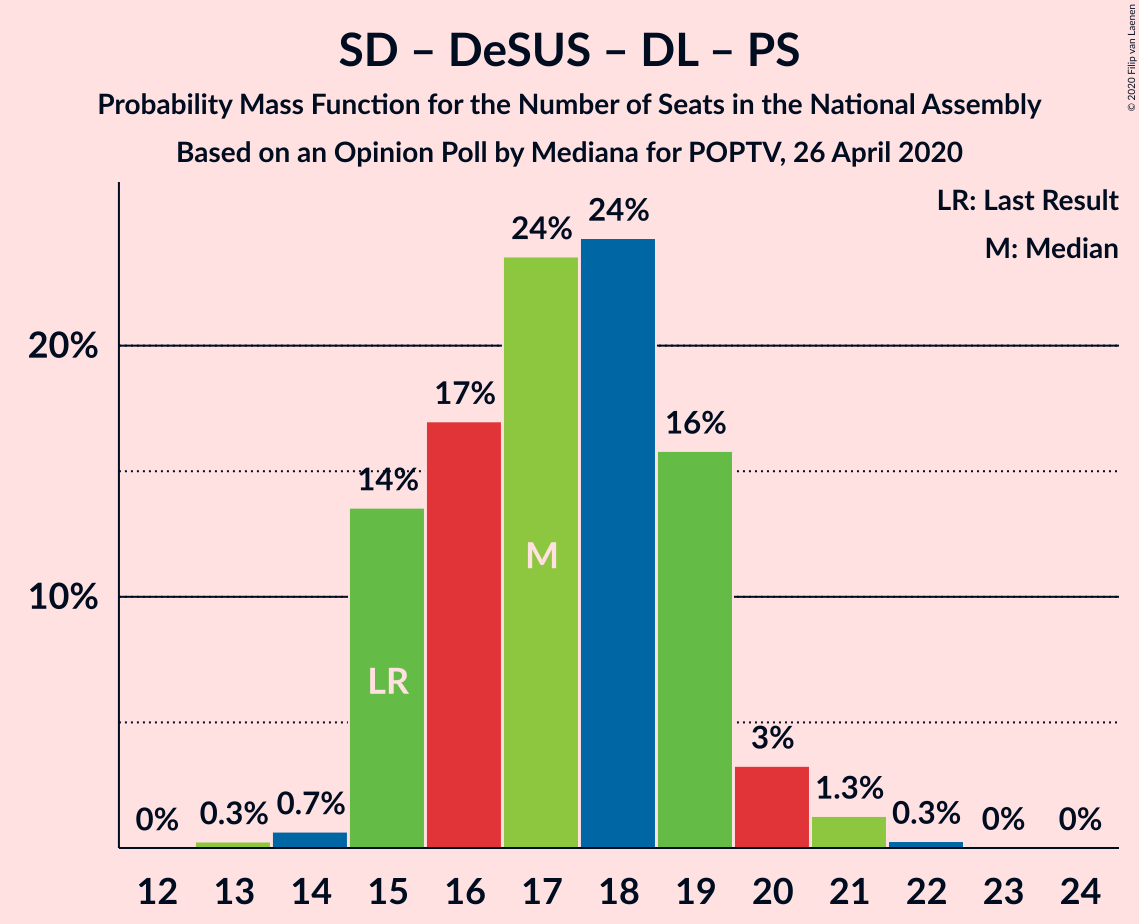 SD – DeSUS – DL – PS
Probability Mass Function for the Number of Seats in the National Assembly
Based on an Opinion Poll by Mediana for POPTV, 26 April 2020
© 2020 Filip van Laenen
LR: Last Result
M: Median
20%
10%
0%
0.3%
0.7%
14%
17%
24%
24%
16%
3%
1.3%
0.3%
0%
0%
LR
M
12 13 14 15 16 17 18 19 20 21 22 23 24